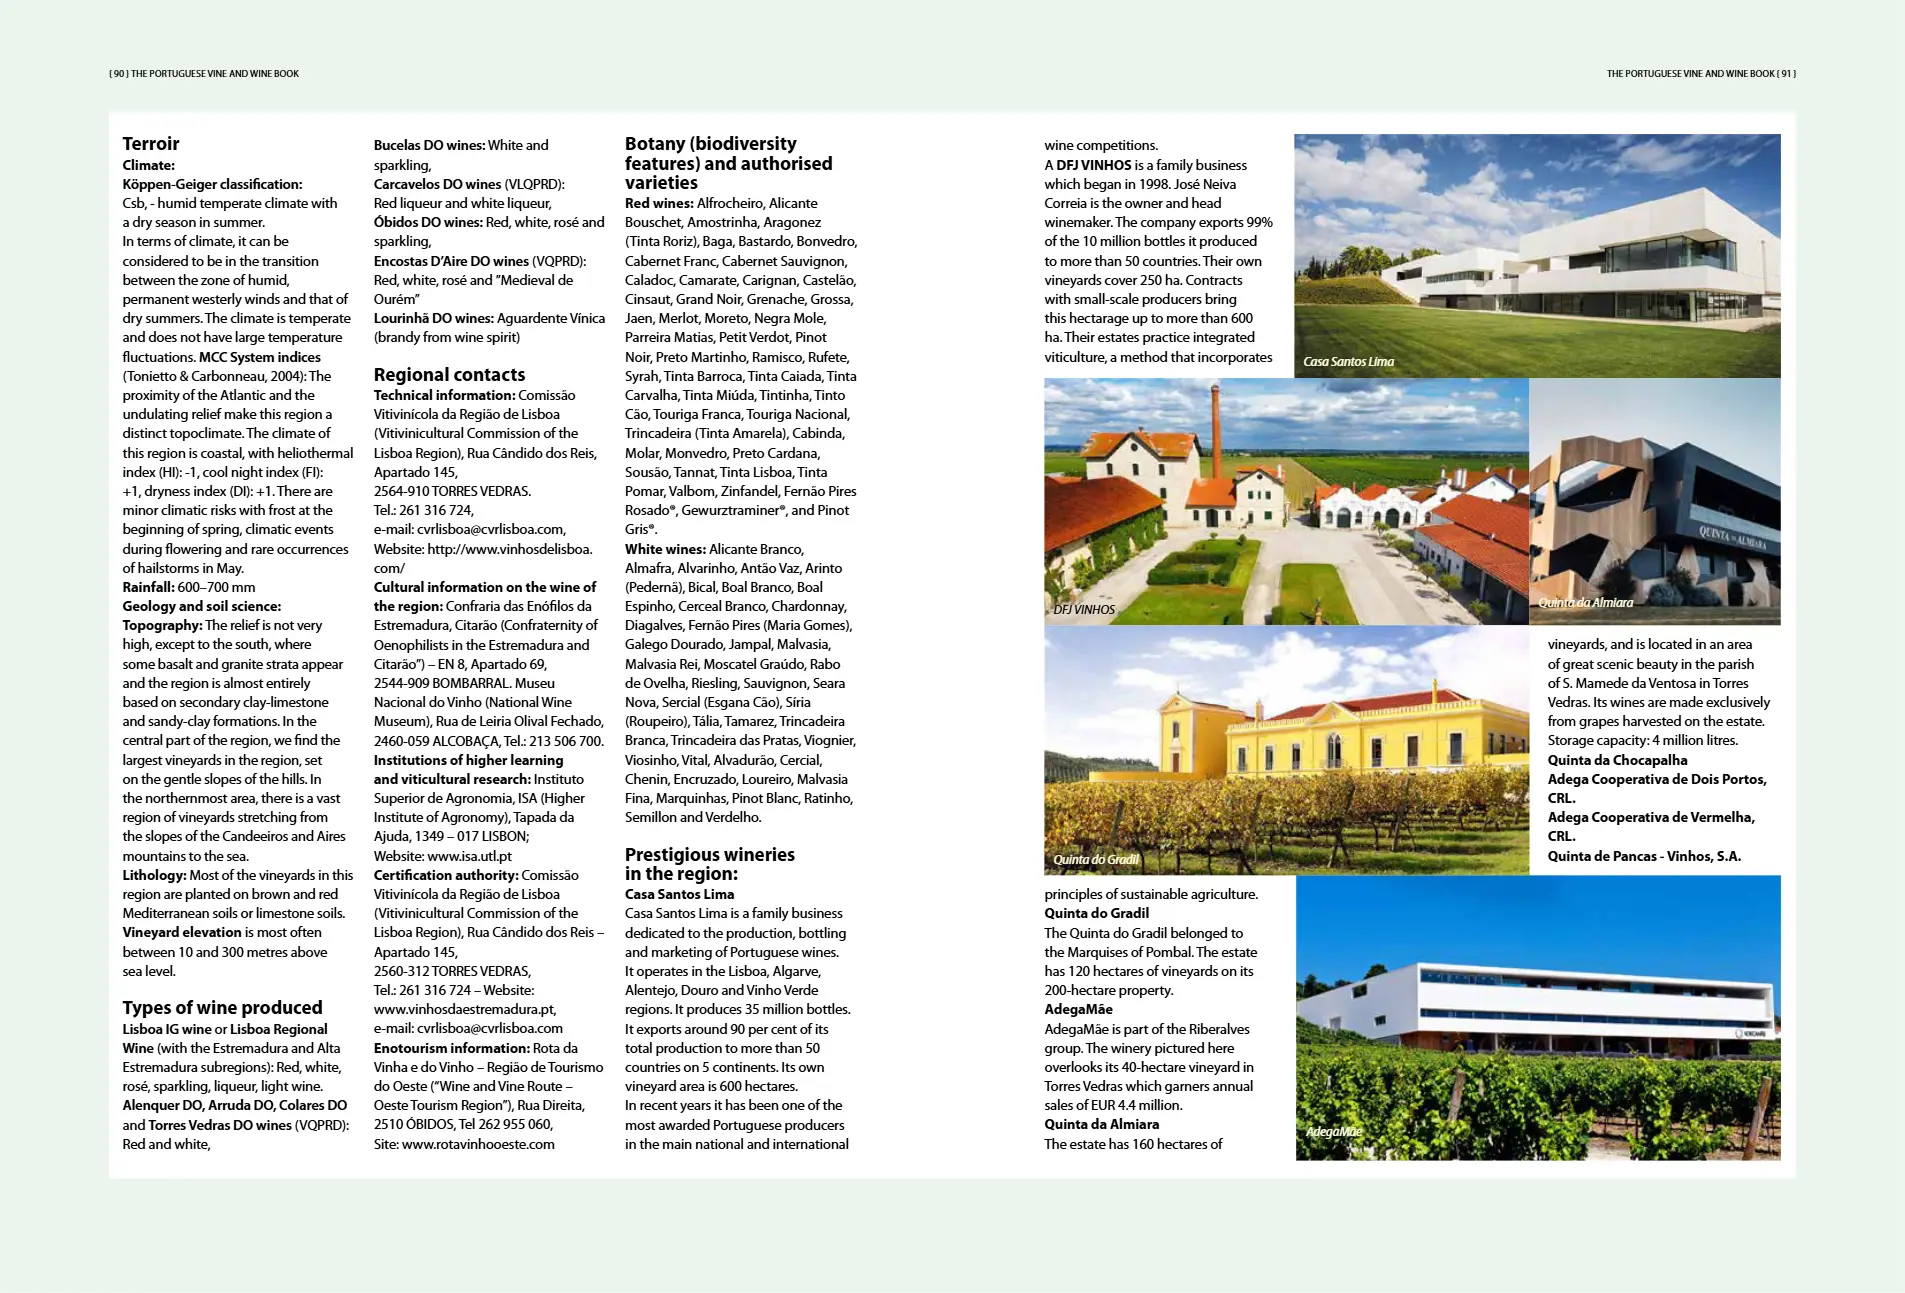 { 90 } THE PORTUGUESE VINE AND WINE BOOK
THE PORTUGUESE VINE AND WINE BOOK { 91 }
Terroir
Climate:
Köppen-Geiger classification:
Csb, - humid temperate climate with
a dry season in summer.
In terms of climate, it can be
considered to be in the transition
between the zone of humid,
permanent westerly winds and that of
dry summers. The climate is temperate
and does not have large temperature
fluctuations. MCC System indices
(Tonietto & Carbonneau, 2004): The
proximity of the Atlantic and the
undulating relief make this region a
distinct topoclimate. The climate of
this region is coastal, with heliothermal
index (HI): -1, cool night index (FI):
+1, dryness index (DI): +1. There are
minor climatic risks with frost at the
beginning of spring, climatic events
during flowering and rare occurrences
of hailstorms in May.
Rainfall: 600–700 mm
Geology and soil science:
Topography: The relief is not very
high, except to the south, where
some basalt and granite strata appear
and the region is almost entirely
based on secondary clay-limestone
and sandy-clay formations. In the
central part of the region, we find the
largest vineyards in the region, set
on the gentle slopes of the hills. In
the northernmost area, there is a vast
region of vineyards stretching from
the slopes of the Candeeiros and Aires
mountains to the sea.
Lithology: Most of the vineyards in this
region are planted on brown and red
Mediterranean soils or limestone soils.
Vineyard elevation is most often
between 10 and 300 metres above
sea level.
Types of wine produced
Lisboa IG wine or Lisboa Regional
Wine (with the Estremadura and Alta
Estremadura subregions): Red, white,
rosé, sparkling, liqueur, light wine.
Alenquer DO, Arruda DO, Colares DO
and Torres Vedras DO wines (VQPRD):
Red and white,
Bucelas DO wines: White and
sparkling,
Carcavelos DO wines (VLQPRD):
Red liqueur and white liqueur,
Óbidos DO wines: Red, white, rosé and
sparkling,
Encostas D’Aire DO wines (VQPRD):
Red, white, rosé and ”Medieval de
Ourém”
Lourinhã DO wines: Aguardente Vínica
(brandy from wine spirit)
Regional contacts
Technical information: Comissão
Vitivinícola da Região de Lisboa
(Vitivinicultural Commission of the
Lisboa Region), Rua Cândido dos Reis,
Apartado 145,
2564-910 TORRES VEDRAS.
Tel.: 261 316 724,
e-mail: cvrlisboa@cvrlisboa.com,
Website: http://www.vinhosdelisboa.
com/
Cultural information on the wine of
the region: Confraria das Enófilos da
Estremadura, Citarão (Confraternity of
Oenophilists in the Estremadura and
Citarão”) – EN 8, Apartado 69,
2544-909 BOMBARRAL. Museu
Nacional do Vinho (National Wine
Museum), Rua de Leiria Olival Fechado,
2460-059 ALCOBAÇA, Tel.: 213 506 700.
Institutions of higher learning
and viticultural research: Instituto
Superior de Agronomia, ISA (Higher
Institute of Agronomy), Tapada da
Ajuda, 1349 – 017 LISBON;
Website: www.isa.utl.pt
Certification authority: Comissão
Vitivinícola da Região de Lisboa
(Vitivinicultural Commission of the
Lisboa Region), Rua Cândido dos Reis –
Apartado 145,
2560-312 TORRES VEDRAS,
Tel.: 261 316 724 – Website:
www.vinhosdaestremadura.pt,
e-mail: cvrlisboa@cvrlisboa.com
Enotourism information: Rota da
Vinha e do Vinho – Região de Tourismo
do Oeste (“Wine and Vine Route –
Oeste Tourism Region”), Rua Direita,
2510 ÓBIDOS, Tel 262 955 060,
Site: www.rotavinhooeste.com
Botany (biodiversity
features) and authorised
varieties
Red wines: Alfrocheiro, Alicante
Bouschet, Amostrinha, Aragonez
(Tinta Roriz), Baga, Bastardo, Bonvedro,
Cabernet Franc, Cabernet Sauvignon,
Caladoc, Camarate, Carignan, Castelão,
Cinsaut, Grand Noir, Grenache, Grossa,
Jaen, Merlot, Moreto, Negra Mole,
Parreira Matias, Petit Verdot, Pinot
Noir, Preto Martinho, Ramisco, Rufete,
Syrah, Tinta Barroca, Tinta Caiada, Tinta
Carvalha, Tinta Miúda, Tintinha, Tinto
Cão, Touriga Franca, Touriga Nacional,
Trincadeira (Tinta Amarela), Cabinda,
Molar, Monvedro, Preto Cardana,
Sousão, Tannat, Tinta Lisboa, Tinta
Pomar, Valbom, Zinfandel, Fernão Pires
Rosado®, Gewurztraminer®, and Pinot
Gris®.
White wines: Alicante Branco,
Almafra, Alvarinho, Antão Vaz, Arinto
(Pedernã), Bical, Boal Branco, Boal
Espinho, Cerceal Branco, Chardonnay,
Diagalves, Fernão Pires (Maria Gomes),
Galego Dourado, Jampal, Malvasia,
Malvasia Rei, Moscatel Graúdo, Rabo
de Ovelha, Riesling, Sauvignon, Seara
Nova, Sercial (Esgana Cão), Síria
(Roupeiro), Tália, Tamarez, Trincadeira
Branca, Trincadeira das Pratas, Viognier,
Viosinho, Vital, Alvadurão, Cercial,
Chenin, Encruzado, Loureiro, Malvasia
Fina, Marquinhas, Pinot Blanc, Ratinho,
Semillon and Verdelho.
Prestigious wineries
in the region:
Casa Santos Lima
Casa Santos Lima is a family business
dedicated to the production, bottling
and marketing of Portuguese wines.
It operates in the Lisboa, Algarve,
Alentejo, Douro and Vinho Verde
regions. It produces 35 million bottles.
It exports around 90 per cent of its
total production to more than 50
countries on 5 continents. Its own
vineyard area is 600 hectares.
In recent years it has been one of the
most awarded Portuguese producers
in the main national and international
wine competitions.
A DFJ VINHOS is a family business
which began in 1998. José Neiva
Correia is the owner and head
winemaker. The company exports 99%
of the 10 million bottles it produced
to more than 50 countries. Their own
vineyards cover 250 ha. Contracts
with small-scale producers bring
this hectarage up to more than 600
ha. Their estates practice integrated
viticulture, a method that incorporates
Casa Santos Lima
DFJ VINHOS
QUINTA DA ALMIARA
Quinta da Almiara
Quinta do Gradil
principles of sustainable agriculture.
Quinta do Gradil
The Quinta do Gradil belonged to
the Marquises of Pombal. The estate
has 120 hectares of vineyards on its
200-hectare property.
AdegaMãe
AdegaMãe is part of the Riberalves
group. The winery pictured here
overlooks its 40-hectare vineyard in
Torres Vedras which garners annual
sales of EUR 4.4 million.
Quinta da Almiara
The estate has 160 hectares of
vineyards, and is located in an area
of great scenic beauty in the parish
of S. Mamede da Ventosa in Torres
Vedras. Its wines are made exclusively
from grapes harvested on the estate.
Storage capacity: 4 million litres.
Quinta da Chocapalha
Adega Cooperativa de Dois Portos,
CRL.
Adega Cooperativa de Vermelha,
CRL.
Quinta de Pancas - Vinhos, S.A.
AdegaMãe